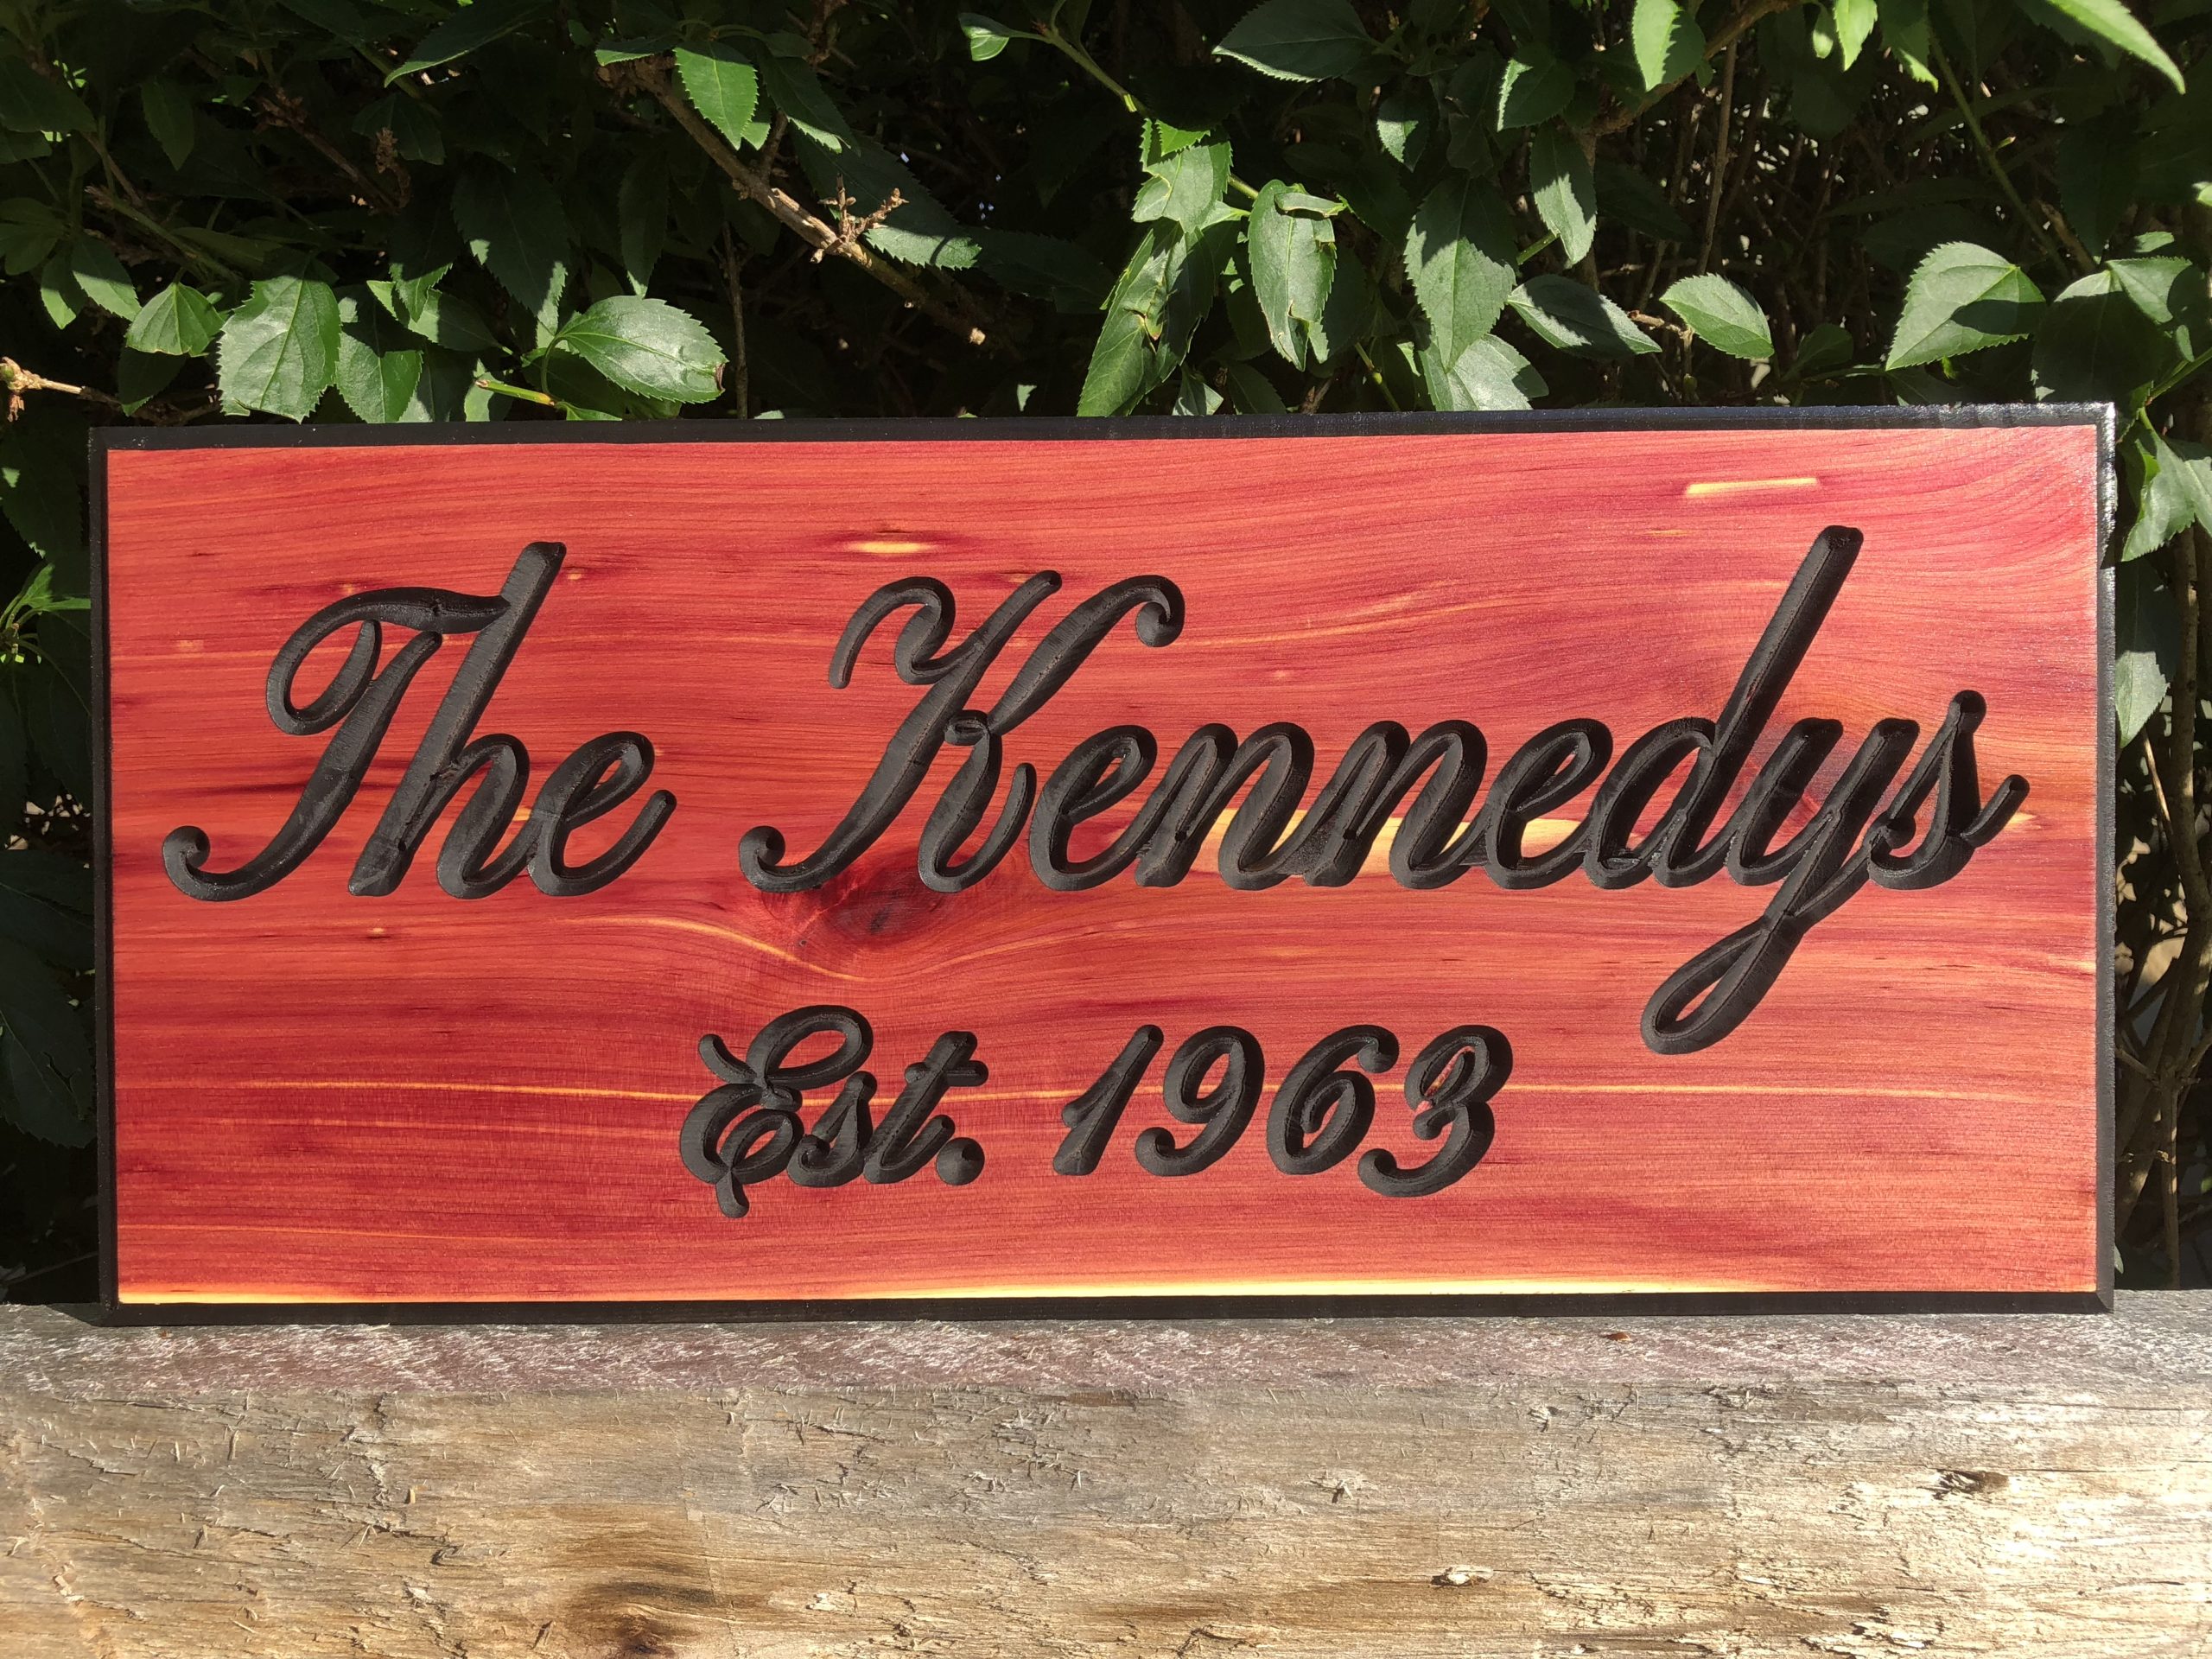 The Kennedys
Est. 1963